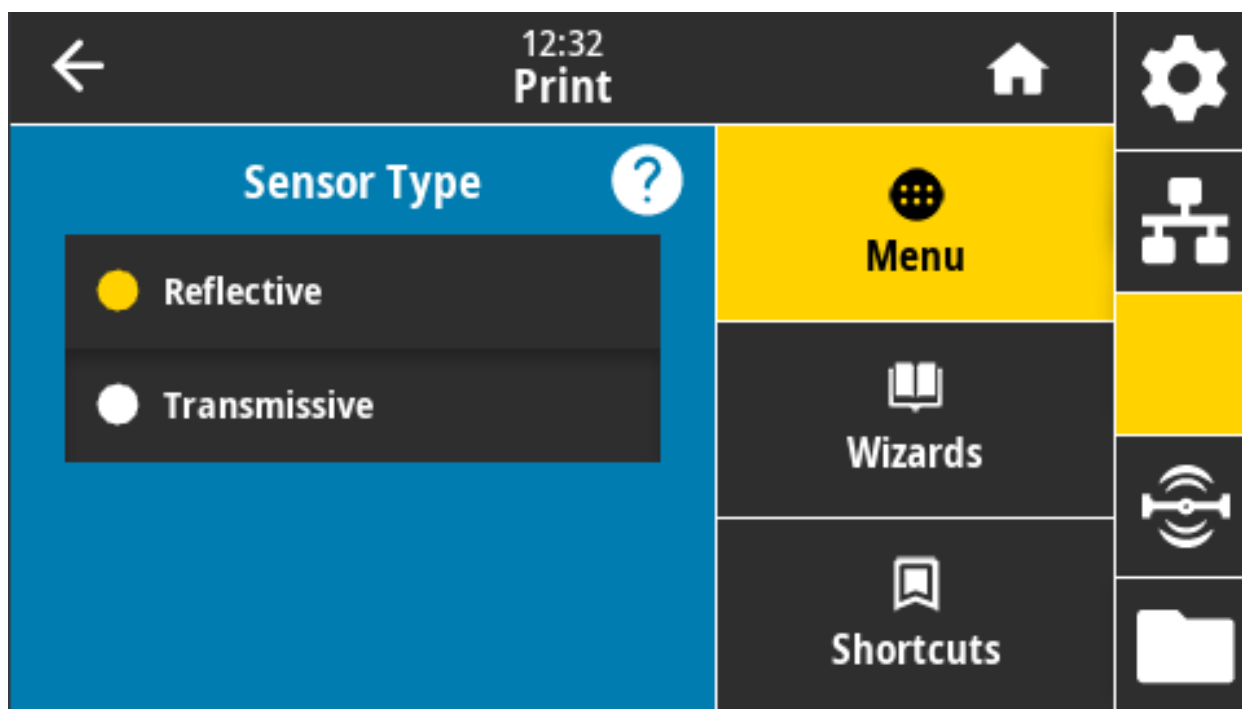 12:32
Print
Sensor Type
?
Reflective
Transmissive
Menu
Wizards
Shortcuts